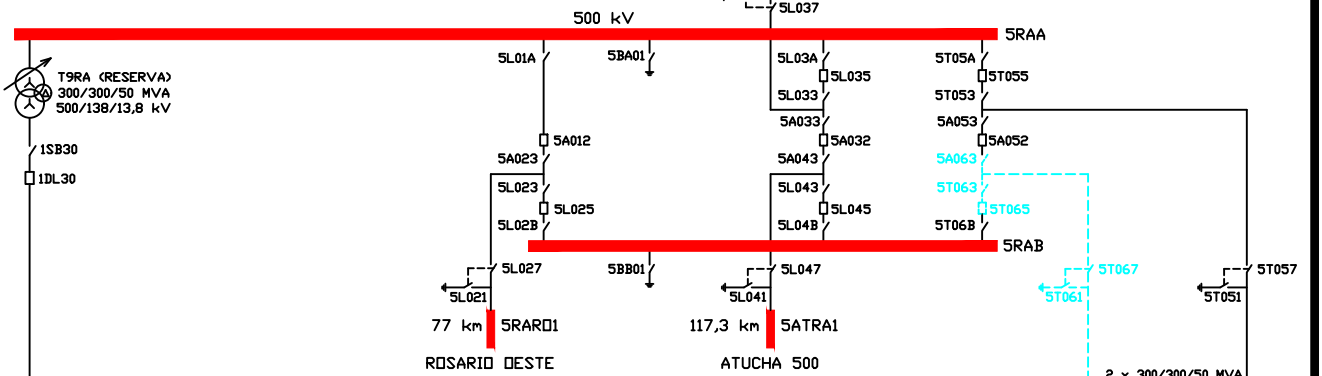 5L037
500 kV
5RAA
5L01A
5BA01
5L03A
5T05A
T9RA (RESERVA)
300/300/50 MVA
500/138/13,8 kV
5L035
5T055
5L033
5T053
5A033
5A053
1SB30
5A012
5A032
5A052
5A023
5A043
5A063
1DL30
5L023
5L043
5T063
5L025
5L045
5T065
5L02B
5L04B
5T06B
5RAB
5L027
5BB01
5L047
5T067
5T057
5L021
5L041
5T061
5T051
77 km
5RARO1
117,3 km
5ATRA1
ROSARIO OESTE
ATUCHA 500
2 x 300/300/50 MVA